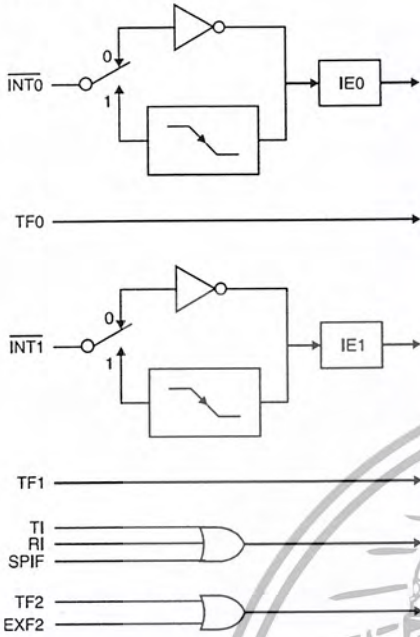 0
INT0
1
IE0
TF0
0
INT1
1
IE1
TF1
TI
RI
SPIF
TF2
EXF2